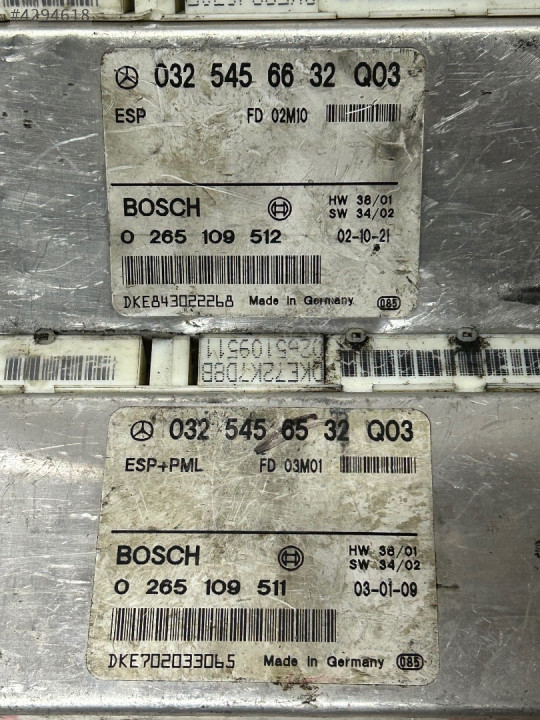 #4294618
032 545 66 32 Q03
ESP FD 02M10
BOSCH HW 38/01
SW 34/02
0 265 109 512 02-10-21
DKE843022268 Made in Germany 085
0265109511
DKE72K7D8B
032 545 65 32 Q03
ESP+PML FD 03M01
BOSCH HW 36/01
SW 34/02
0 265 109 511 03-01-09
DKE702033065 Made in Germany 085